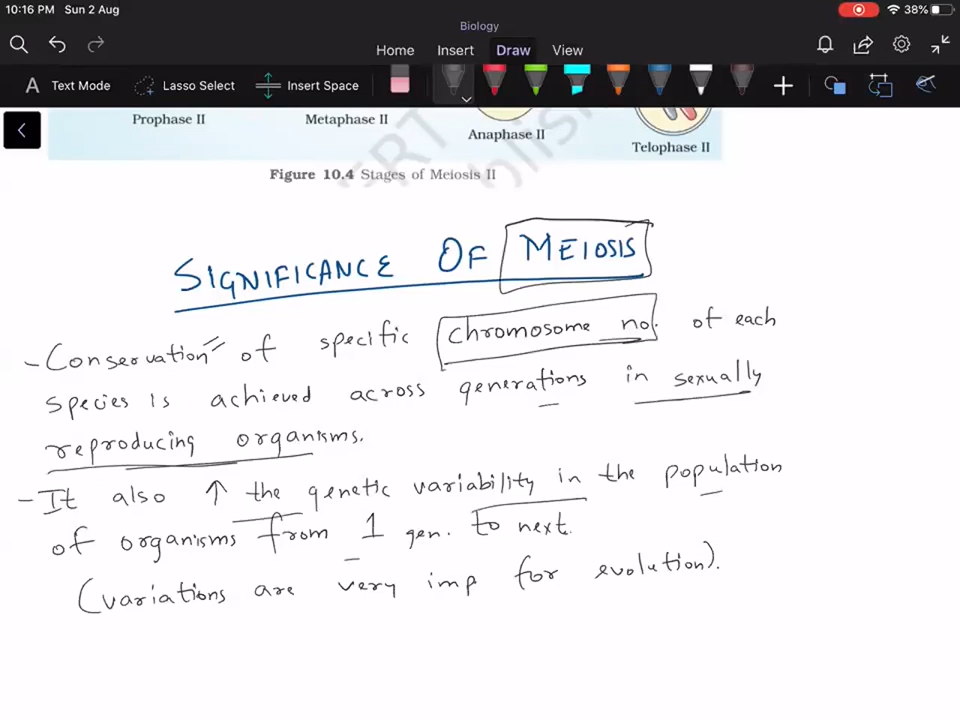 10:16 PM Sun 2 Aug
38%
Biology
Home Insert Draw View
A Text Mode Lasso Select Insert Space
Prophase II Metaphase II Anaphase II Telophase II
Figure 10.4 Stages of Meiosis II
SIGNIFICANCE OF MEIOSIS
- Conservation of specific chromosome no. of each
species is achieved across generations in sexually
reproducing organisms.
- It also ↑ the genetic variability in the population
of organisms from 1 gen. to next.
(variations are very imp for evolution).